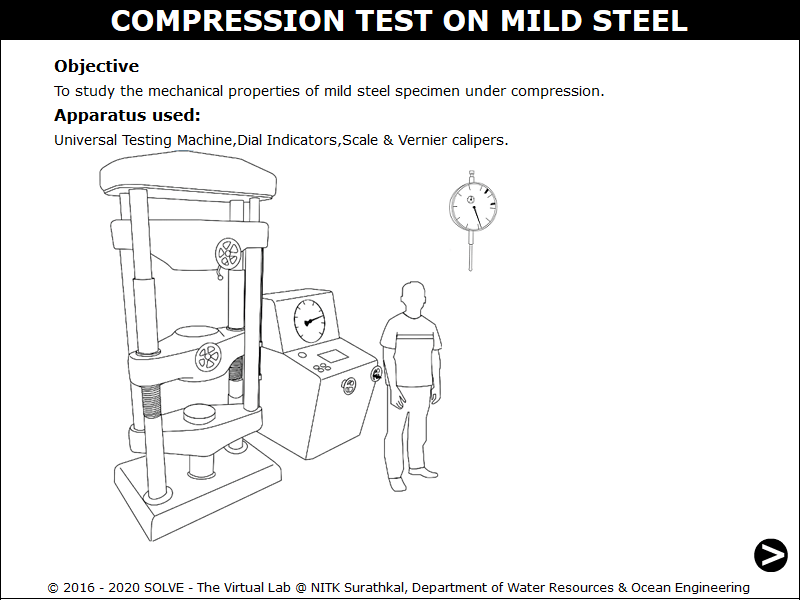 COMPRESSION TEST ON MILD STEEL
Objective
To study the mechanical properties of mild steel specimen under compression.
Apparatus used:
Universal Testing Machine,Dial Indicators,Scale & Vernier calipers.
© 2016 - 2020 SOLVE - The Virtual Lab @ NITK Surathkal, Department of Water Resources & Ocean Engineering